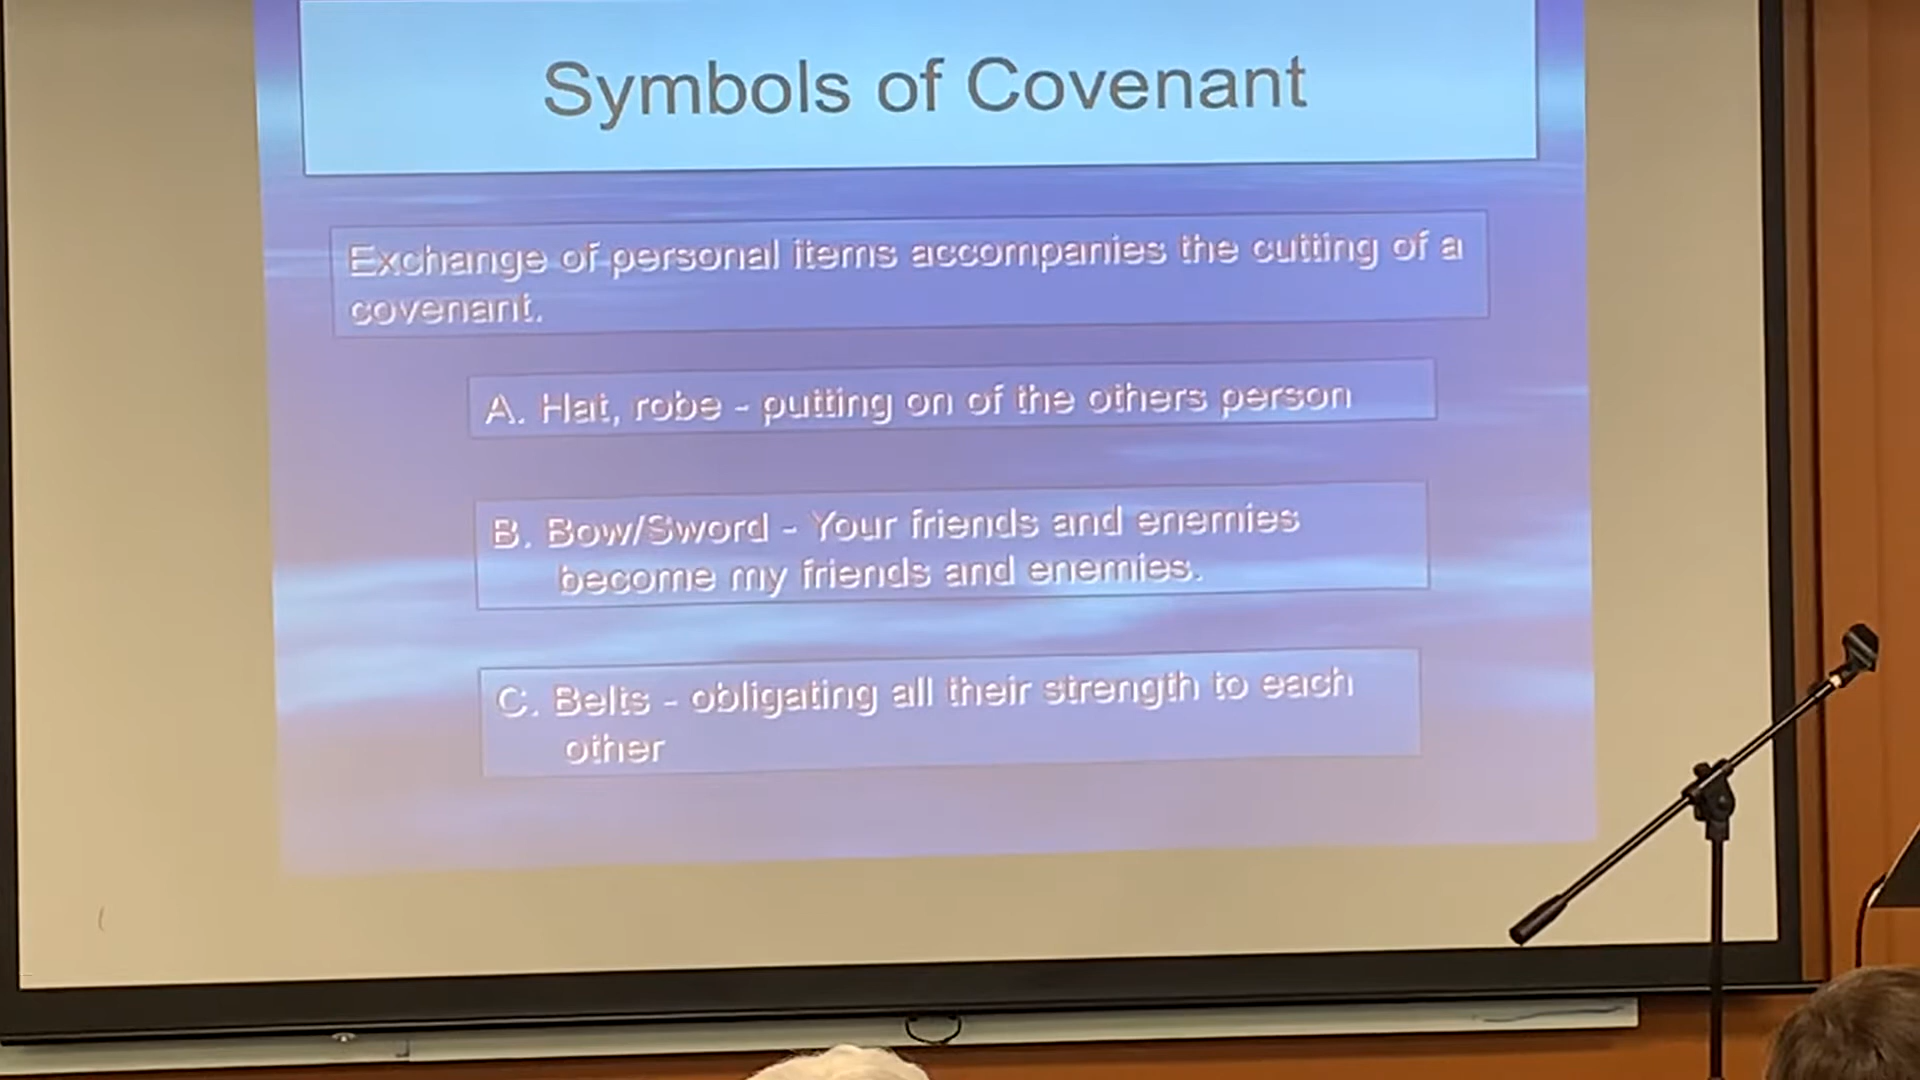 Symbols of Covenant
Exchange of personal items accompanies the cutting of a
covenant.
A. Hat, robe - putting on of the others person
B. Bow/Sword - Your friends and enemies
become my friends and enemies.
C. Belts - obligating all their strength to each
other